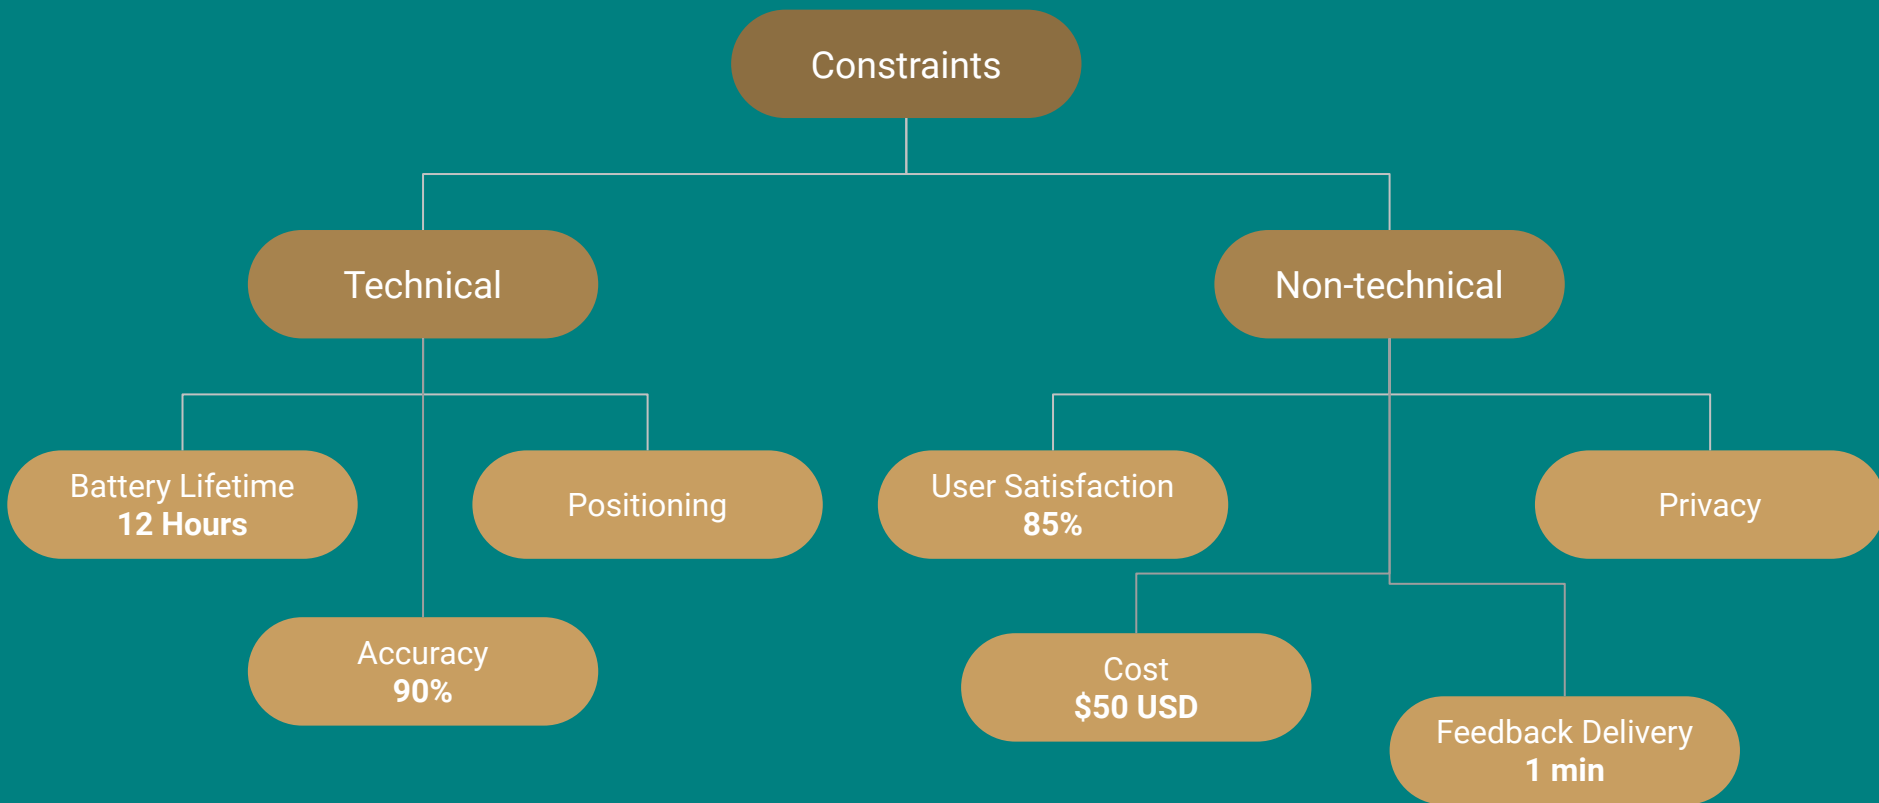 Constraints
Technical
Non-technical
Battery Lifetime
12 Hours
Positioning
User Satisfaction
85%
Privacy
Accuracy
90%
Cost
$50 USD
Feedback Delivery
1 min